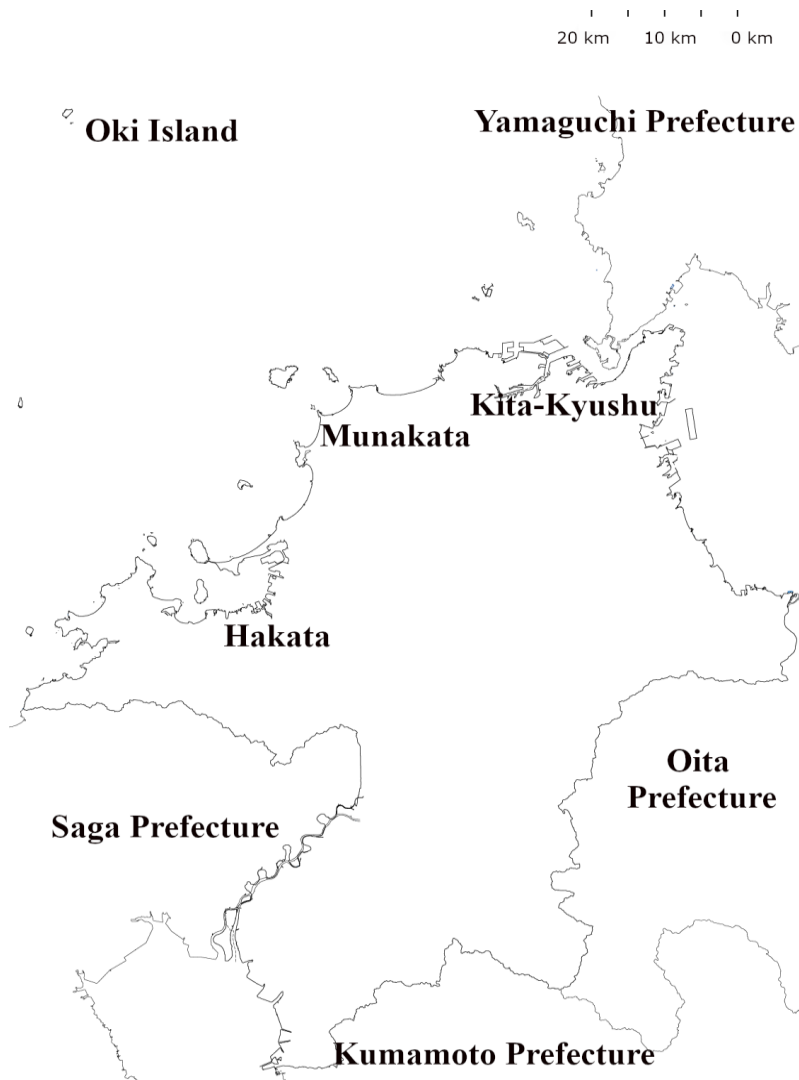 20 km 10 km 0 km
Oki Island
Yamaguchi Prefecture
Kita-Kyushu
Munakata
Hakata
Oita
Prefecture
Saga Prefecture
Kumamoto Prefecture